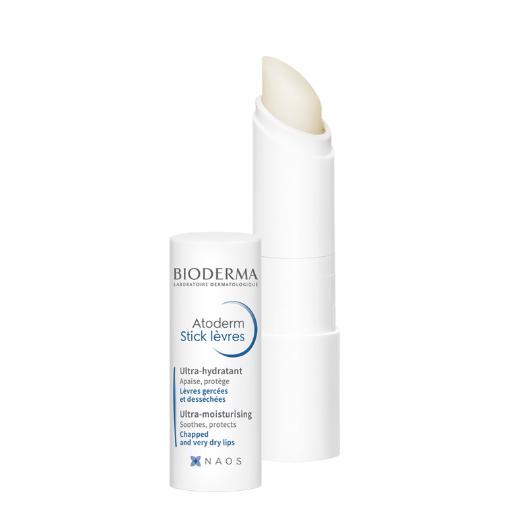 BIODERMA
LABORATOIRE DERMATOLOGIQUE
Atoderm
Stick lèvres
Ultra-hydratant
Apaise, protège
Lèvres gercées
et desséchées
Ultra-moisturising
Soothes, protects
Chapped
and very dry lips
NAOS